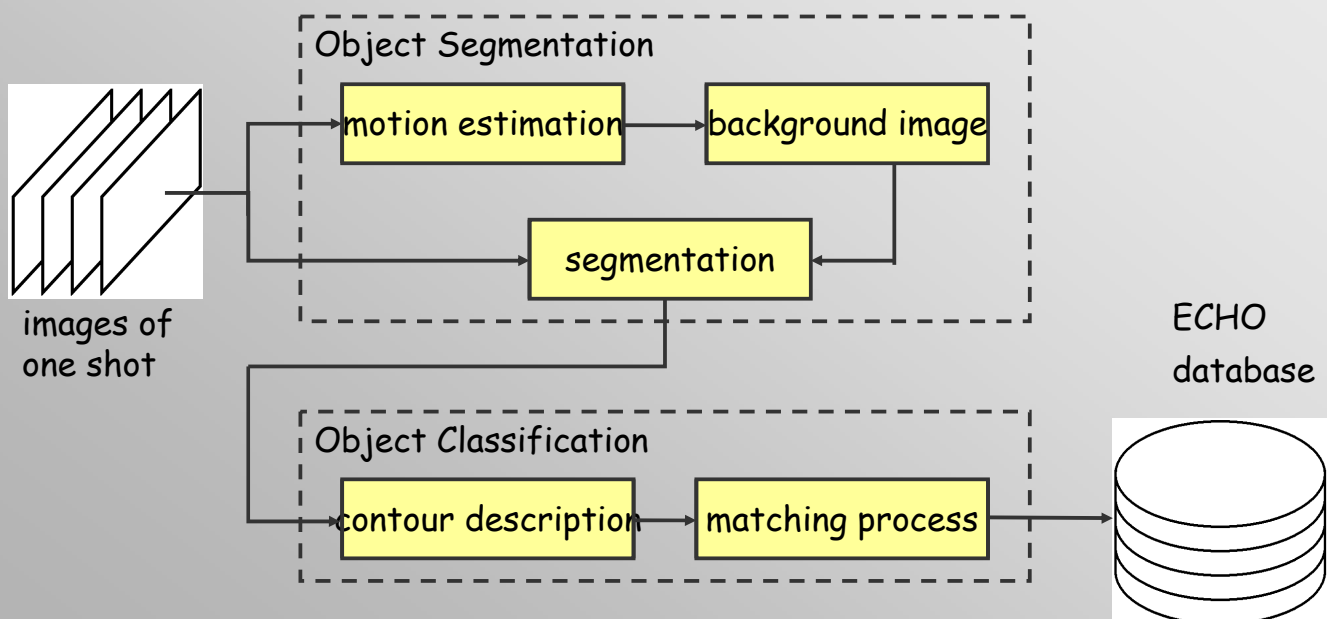 Object Segmentation
motion estimation
background image
segmentation
images of
one shot
ECHO
database
Object Classification
contour description
matching process